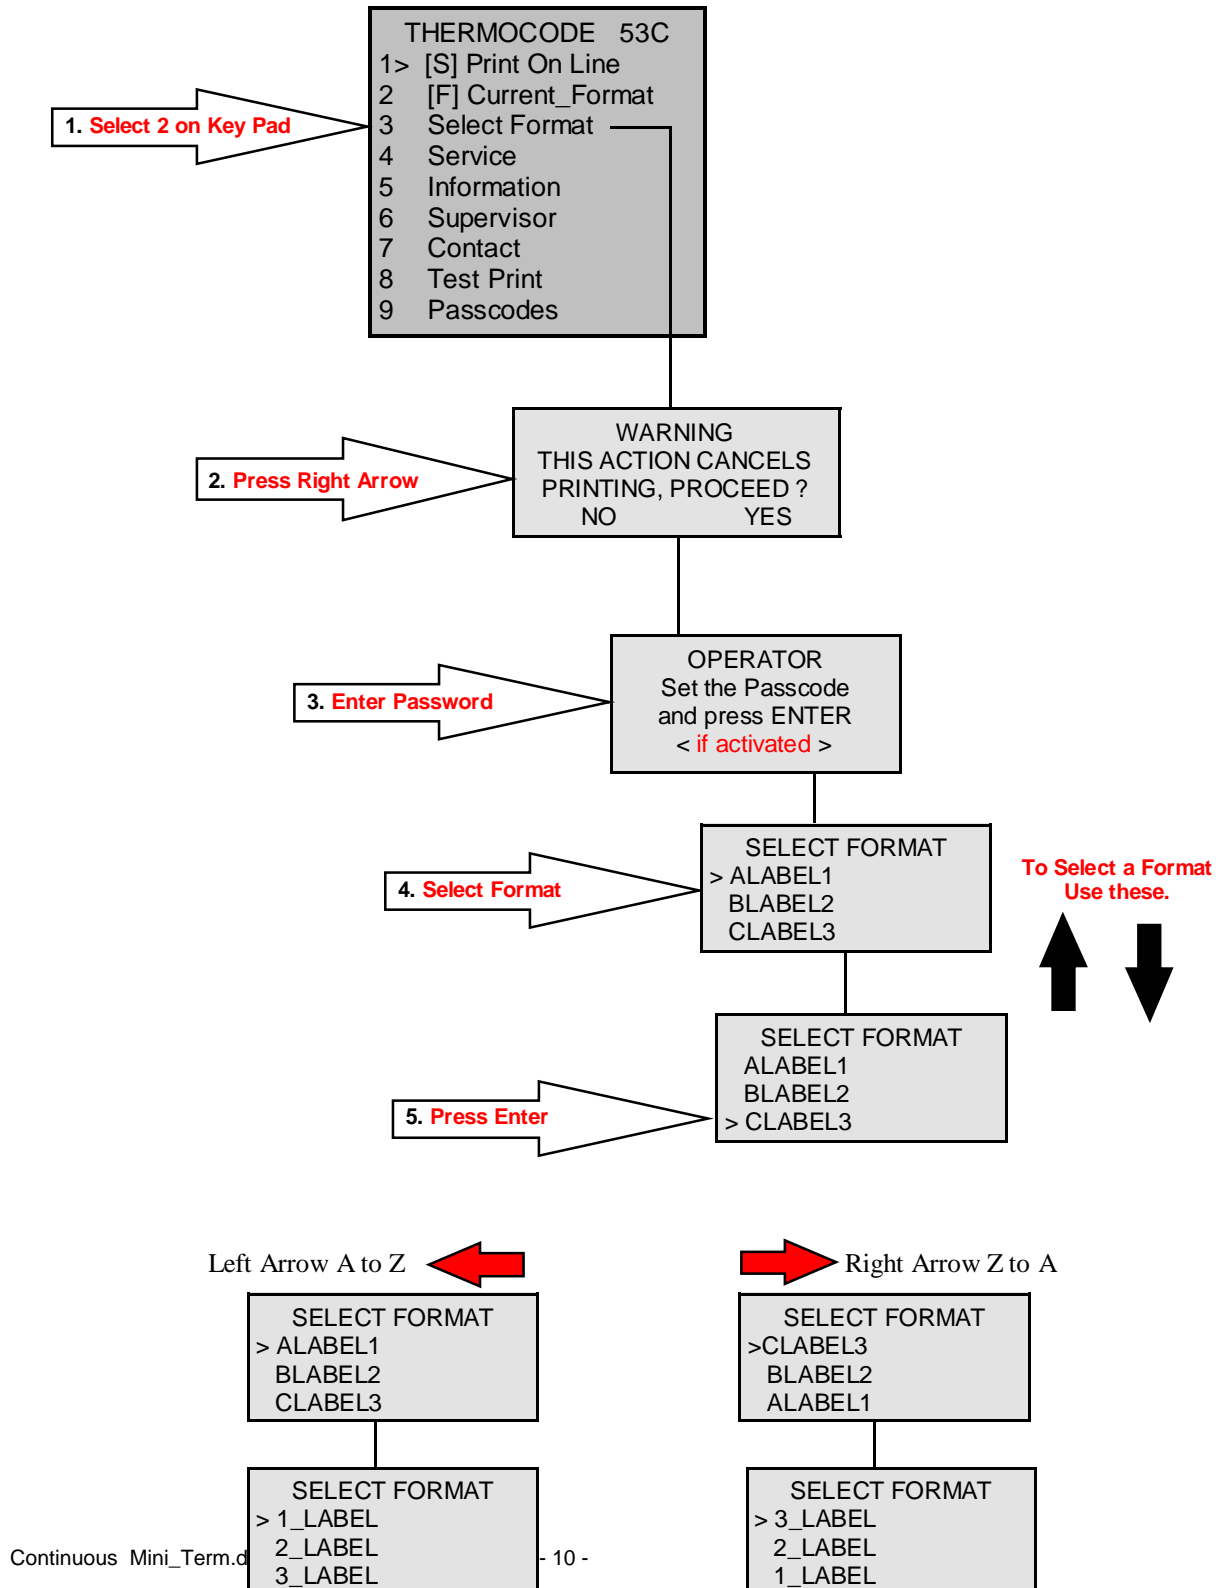 THERMOCODE 53C
1> [S] Print On Line
2 [F] Current_Format
3 Select Format
4 Service
5 Information
6 Supervisor
7 Contact
8 Test Print
9 Passcodes
1. Select 2 on Key Pad
WARNING
THIS ACTION CANCELS
PRINTING, PROCEED ?
NO YES
2. Press Right Arrow
OPERATOR
Set the Passcode
and press ENTER
< if activated >
3. Enter Password
SELECT FORMAT
> ALABEL1
BLABEL2
CLABEL3
4. Select Format
To Select a Format
Use these.
SELECT FORMAT
ALABEL1
BLABEL2
> CLABEL3
5. Press Enter
Left Arrow A to Z
Right Arrow Z to A
SELECT FORMAT
> ALABEL1
BLABEL2
CLABEL3
SELECT FORMAT
>CLABEL3
BLABEL2
ALABEL1
SELECT FORMAT
> 1_LABEL
2_LABEL
3_LABEL
SELECT FORMAT
> 3_LABEL
2_LABEL
1_LABEL
Continuous Mini_Term.d - 10 -